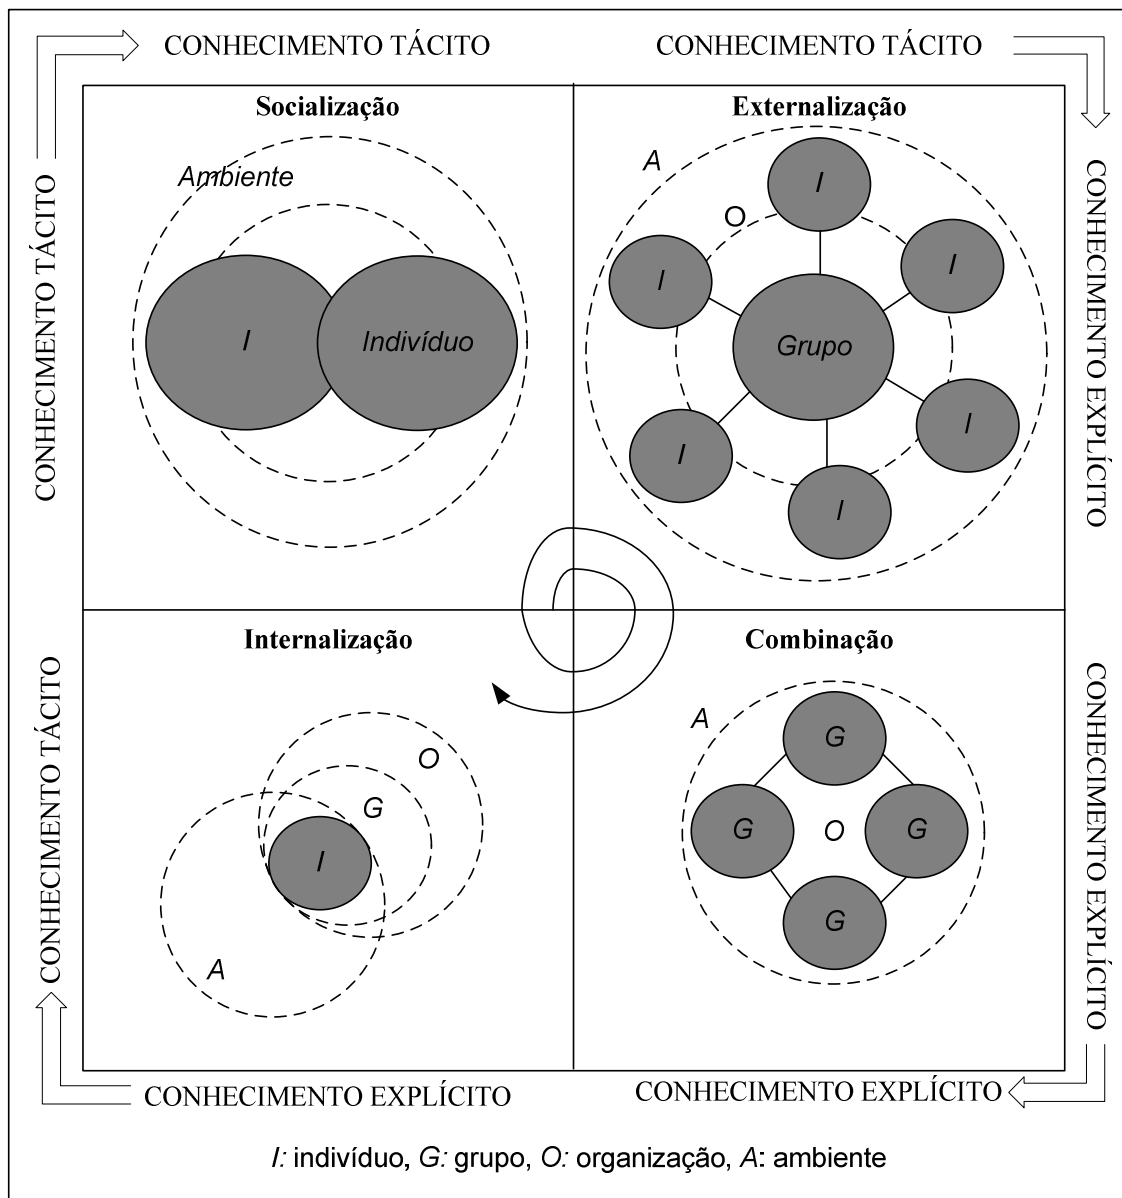 CONHECIMENTO TÁCITO
CONHECIMENTO TÁCITO
CONHECIMENTO TÁCITO
Socialização
Ambiente
I
Indivíduo
Externalização
A
O
I
I
I
Grupo
I
I
I
CONHECIMENTO EXPLÍCITO
CONHECIMENTO TÁCITO
Internalização
O
G
I
A
Combinação
A
G
G
O
G
G
CONHECIMENTO EXPLÍCITO
CONHECIMENTO EXPLÍCITO
CONHECIMENTO EXPLÍCITO
I: indivíduo, G: grupo, O: organização, A: ambiente